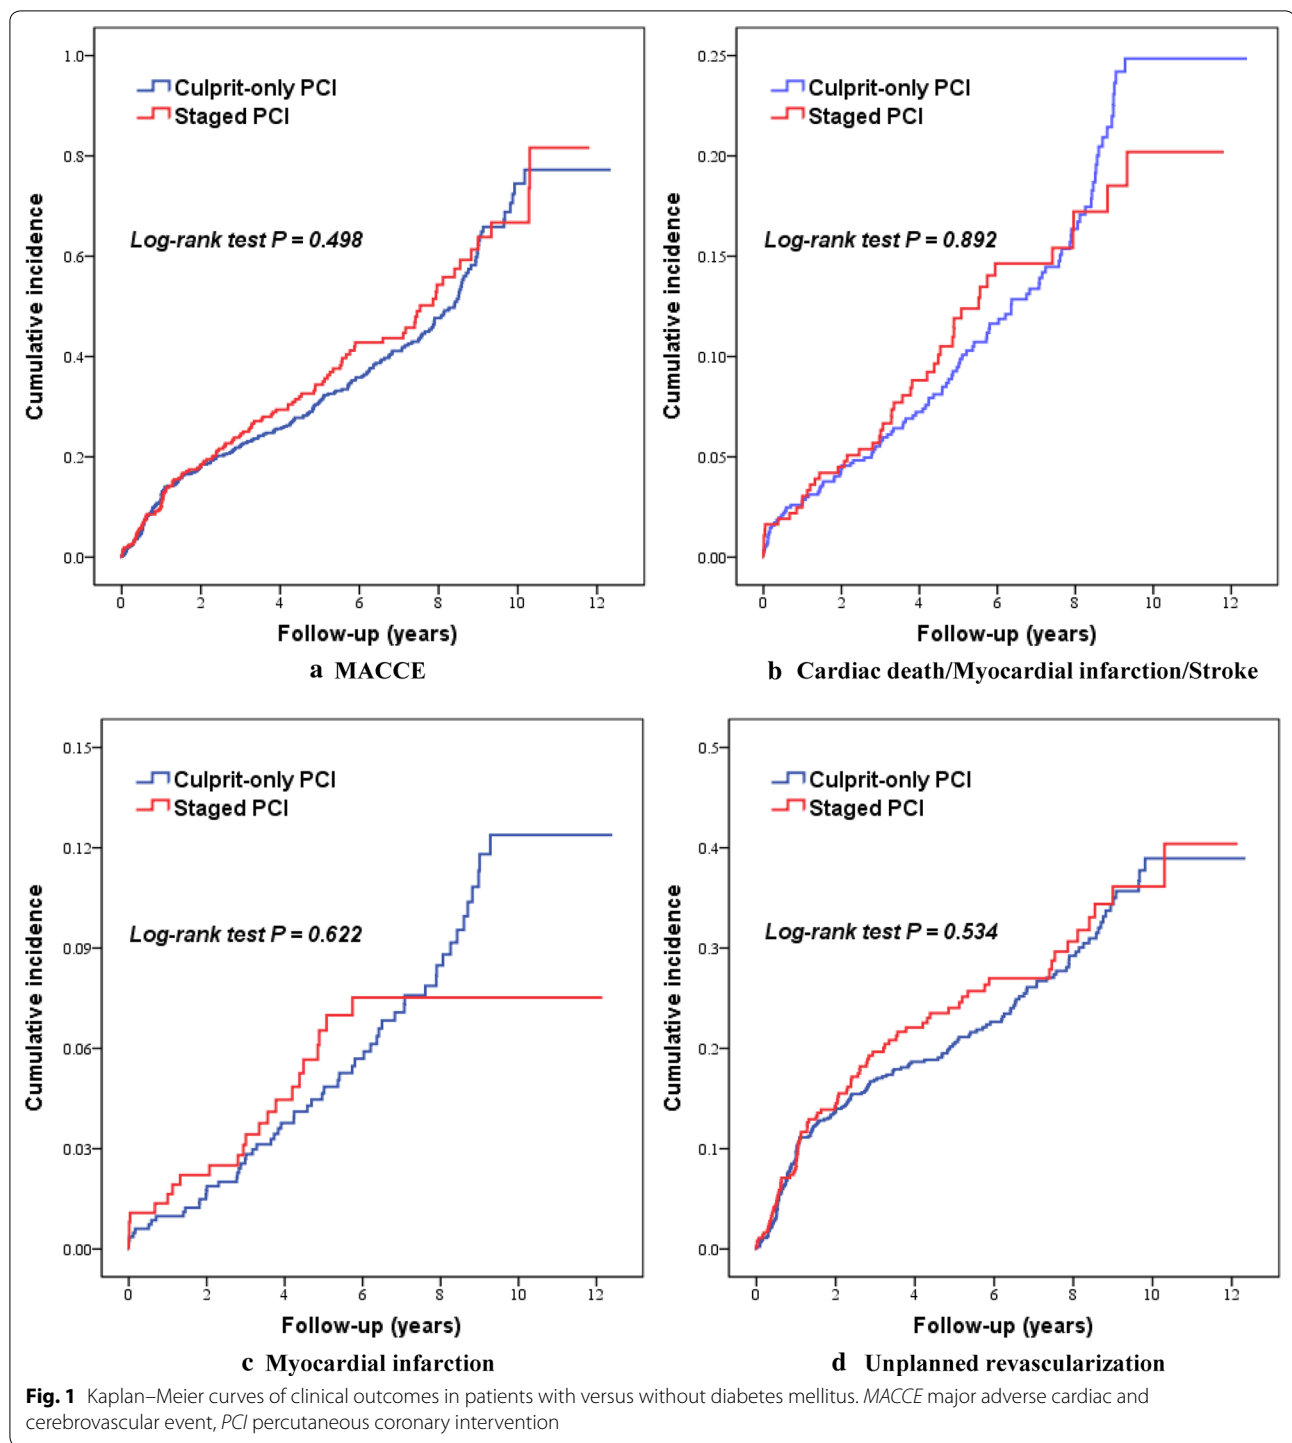 1.0
0.8
0.6
0.4
0.2
0.0
Cumulative incidence
Culprit-only PCI
Staged PCI
Log-rank test P = 0.498
0 2 4 6 8 10 12
Follow-up (years)
a MACCE
0.25
0.20
0.15
0.10
0.05
0.00
Cumulative incidence
Culprit-only PCI
Staged PCI
Log-rank test P = 0.892
0 2 4 6 8 10 12
Follow-up (years)
b Cardiac death/Myocardial infarction/Stroke
0.15
0.12
0.09
0.06
0.03
0.00
Cumulative incidence
Culprit-only PCI
Staged PCI
Log-rank test P = 0.622
0 2 4 6 8 10 12
Follow-up (years)
c Myocardial infarction
0.5
0.4
0.3
0.2
0.1
0.0
Cumulative incidence
Culprit-only PCI
Staged PCI
Log-rank test P = 0.534
0 2 4 6 8 10 12
Follow-up (years)
d Unplanned revascularization
Fig. 1 Kaplan–Meier curves of clinical outcomes in patients with versus without diabetes mellitus. MACCE major adverse cardiac and
cerebrovascular event, PCI percutaneous coronary intervention